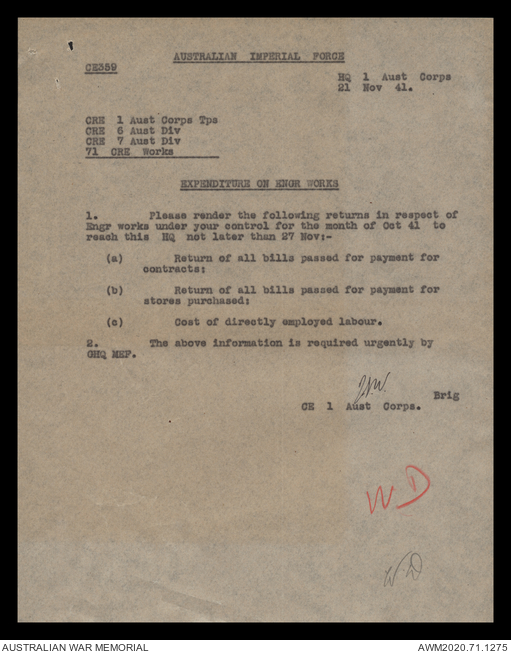 AUSTRALIAN IMPERIAL FORCE
CE359
HQ 1 Aust Corps
21 Nov 41.
CRE 1 Aust Corps Tps
CRE 6 Aust Div
CRE 7 Aust Div
71 CRE Works
EXPENDITURE ON ENGR WORKS
1. Please render the following returns in respect of
Engr works under your control for the month of Oct 41 to
reach this HQ not later than 27 Nov:-
(a) Return of all bills passed for payment for
contracts;
(b) Return of all bills passed for payment for
stores purchased;
(c) Cost of directly employed labour.
2. The above information is required urgently by
GHQ MEF.
Brig
CE 1 Aust Corps.
WD
W.D
AUSTRALIAN WAR MEMORIAL
AWM2020.71.1275